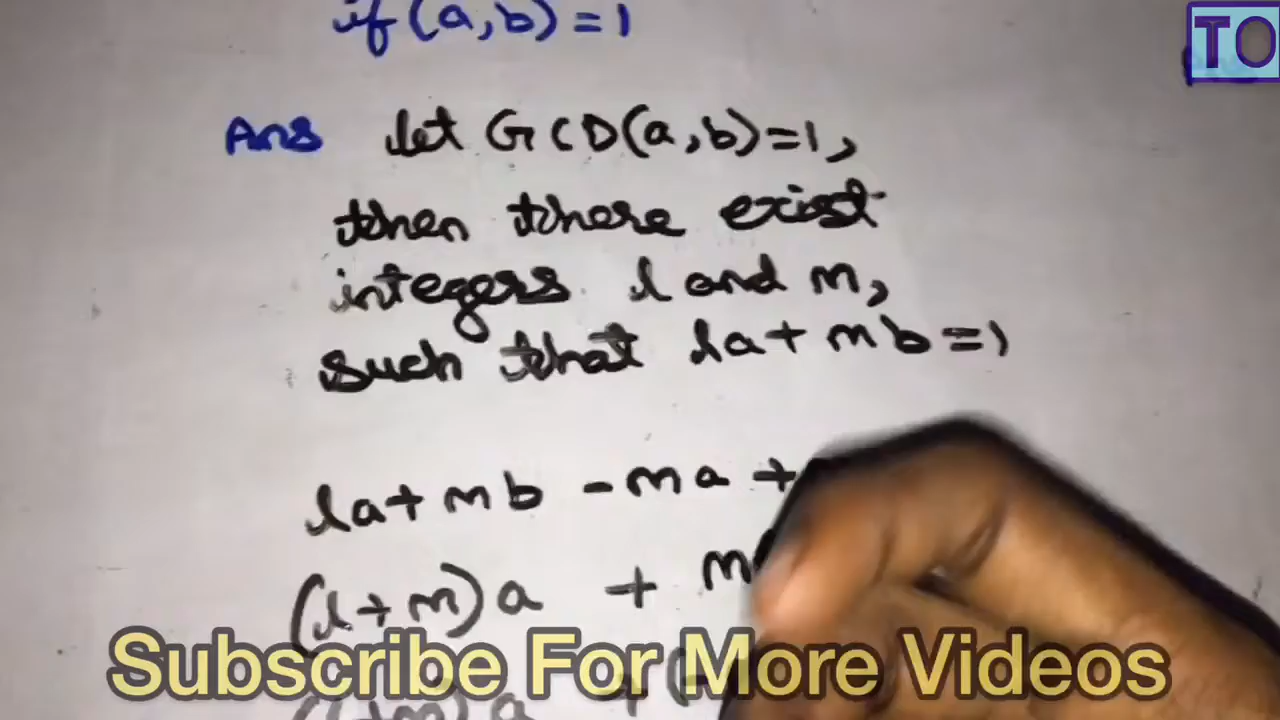 if (a,b) = 1
TO
Ans let GCD(a,b)=1,
then there exist
integers l and m,
such that la + mb = 1
la + mb - ma +
(l+m)a + m
Subscribe For More Videos
(l+m)a + (